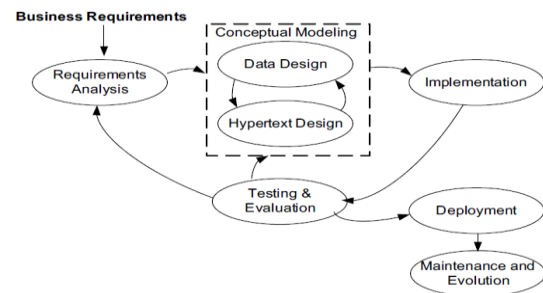 Business Requirements
Conceptual Modeling
Requirements
Analysis
Data Design
Implementation
Hypertext Design
Testing &
Evaluation
Deployment
Maintenance and
Evolution